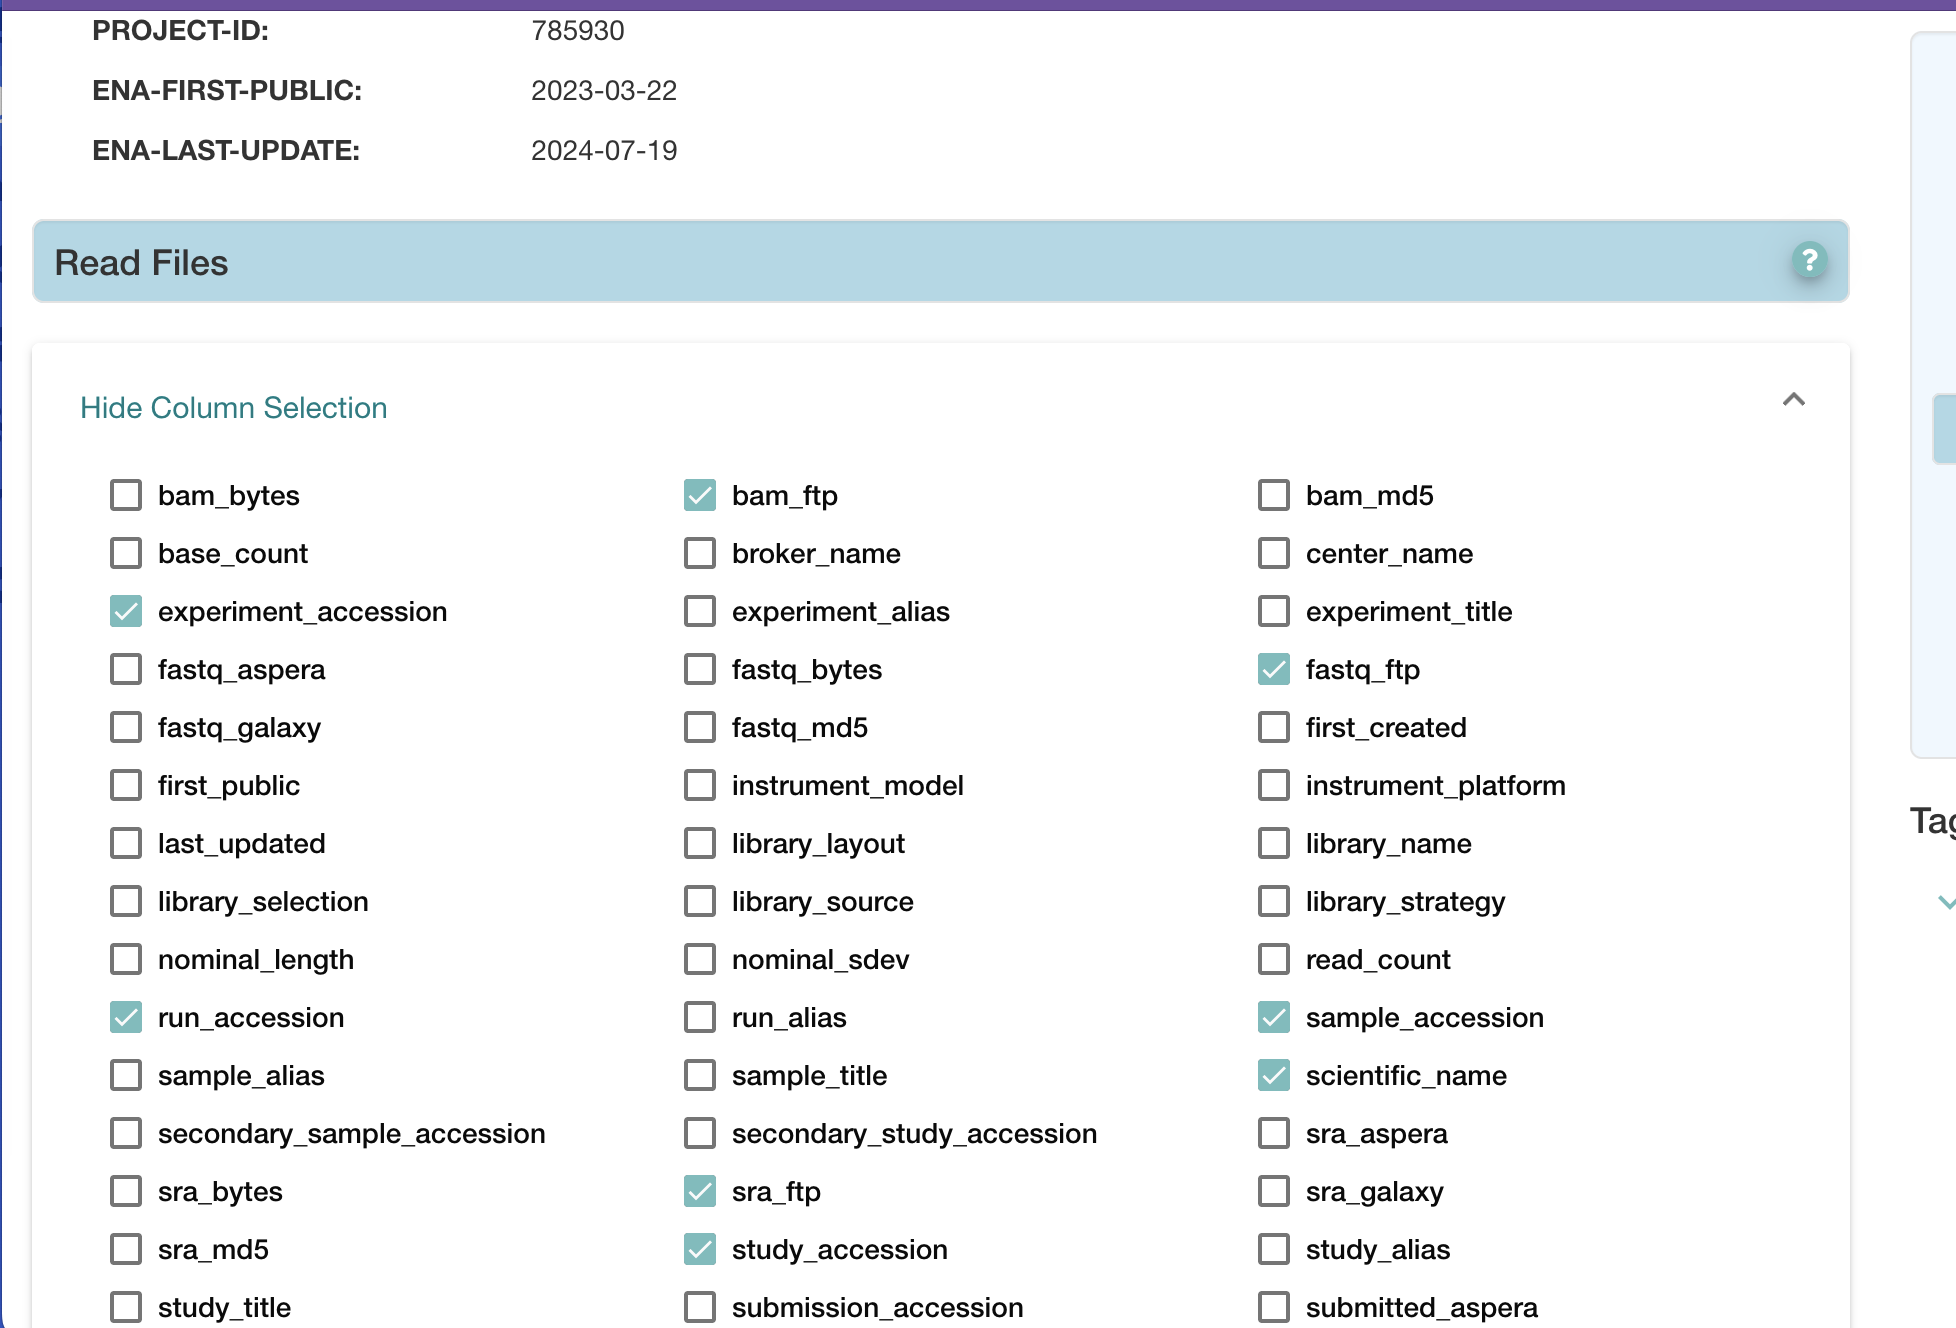 PROJECT-ID: 785930
ENA-FIRST-PUBLIC: 2023-03-22
ENA-LAST-UPDATE: 2024-07-19
Read Files ?
Hide Column Selection
bam_bytes bam_ftp bam_md5
base_count broker_name center_name
experiment_accession experiment_alias experiment_title
fastq_aspera fastq_bytes fastq_ftp
fastq_galaxy fastq_md5 first_created
first_public instrument_model instrument_platform
last_updated library_layout library_name
Tag
library_selection library_source library_strategy
nominal_length nominal_sdev read_count
run_accession run_alias sample_accession
sample_alias sample_title scientific_name
secondary_sample_accession secondary_study_accession sra_aspera
sra_bytes sra_ftp sra_galaxy
sra_md5 study_accession study_alias
study_title submission_accession submitted_aspera